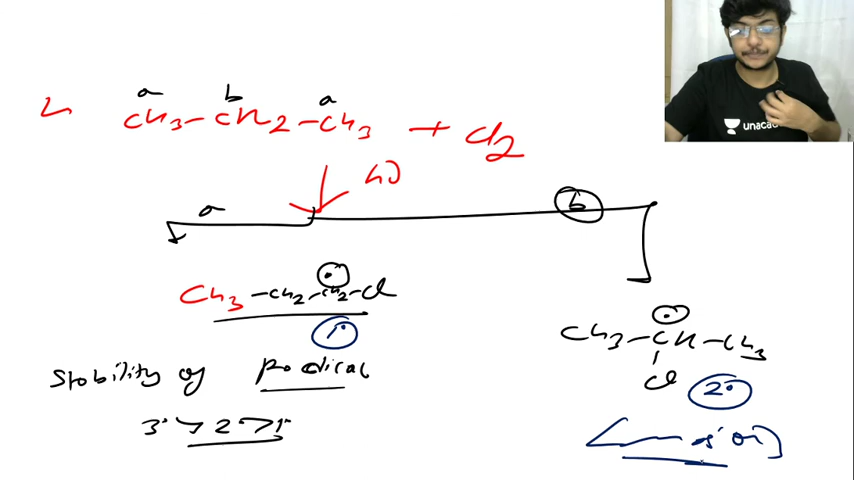 a b a
CH3-CH2-CH3 + Cl2
hν
a b
CH3-CH2-CH2-Cl
1°
CH3-CH-CH3
Cl
2°
Stability of Radical
3°>2°>1°
(major)
unaca